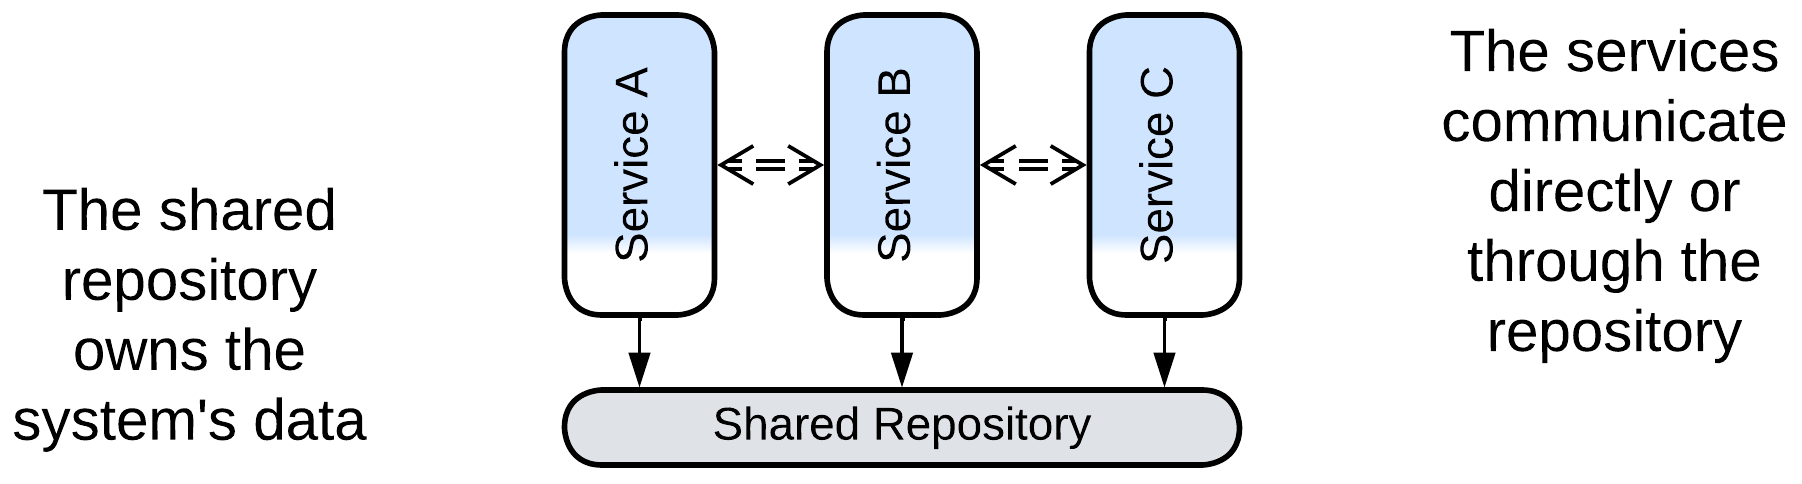 The shared
repository
owns the
system's data
Service A
Service B
Service C
Shared Repository
The services
communicate
directly or
through the
repository